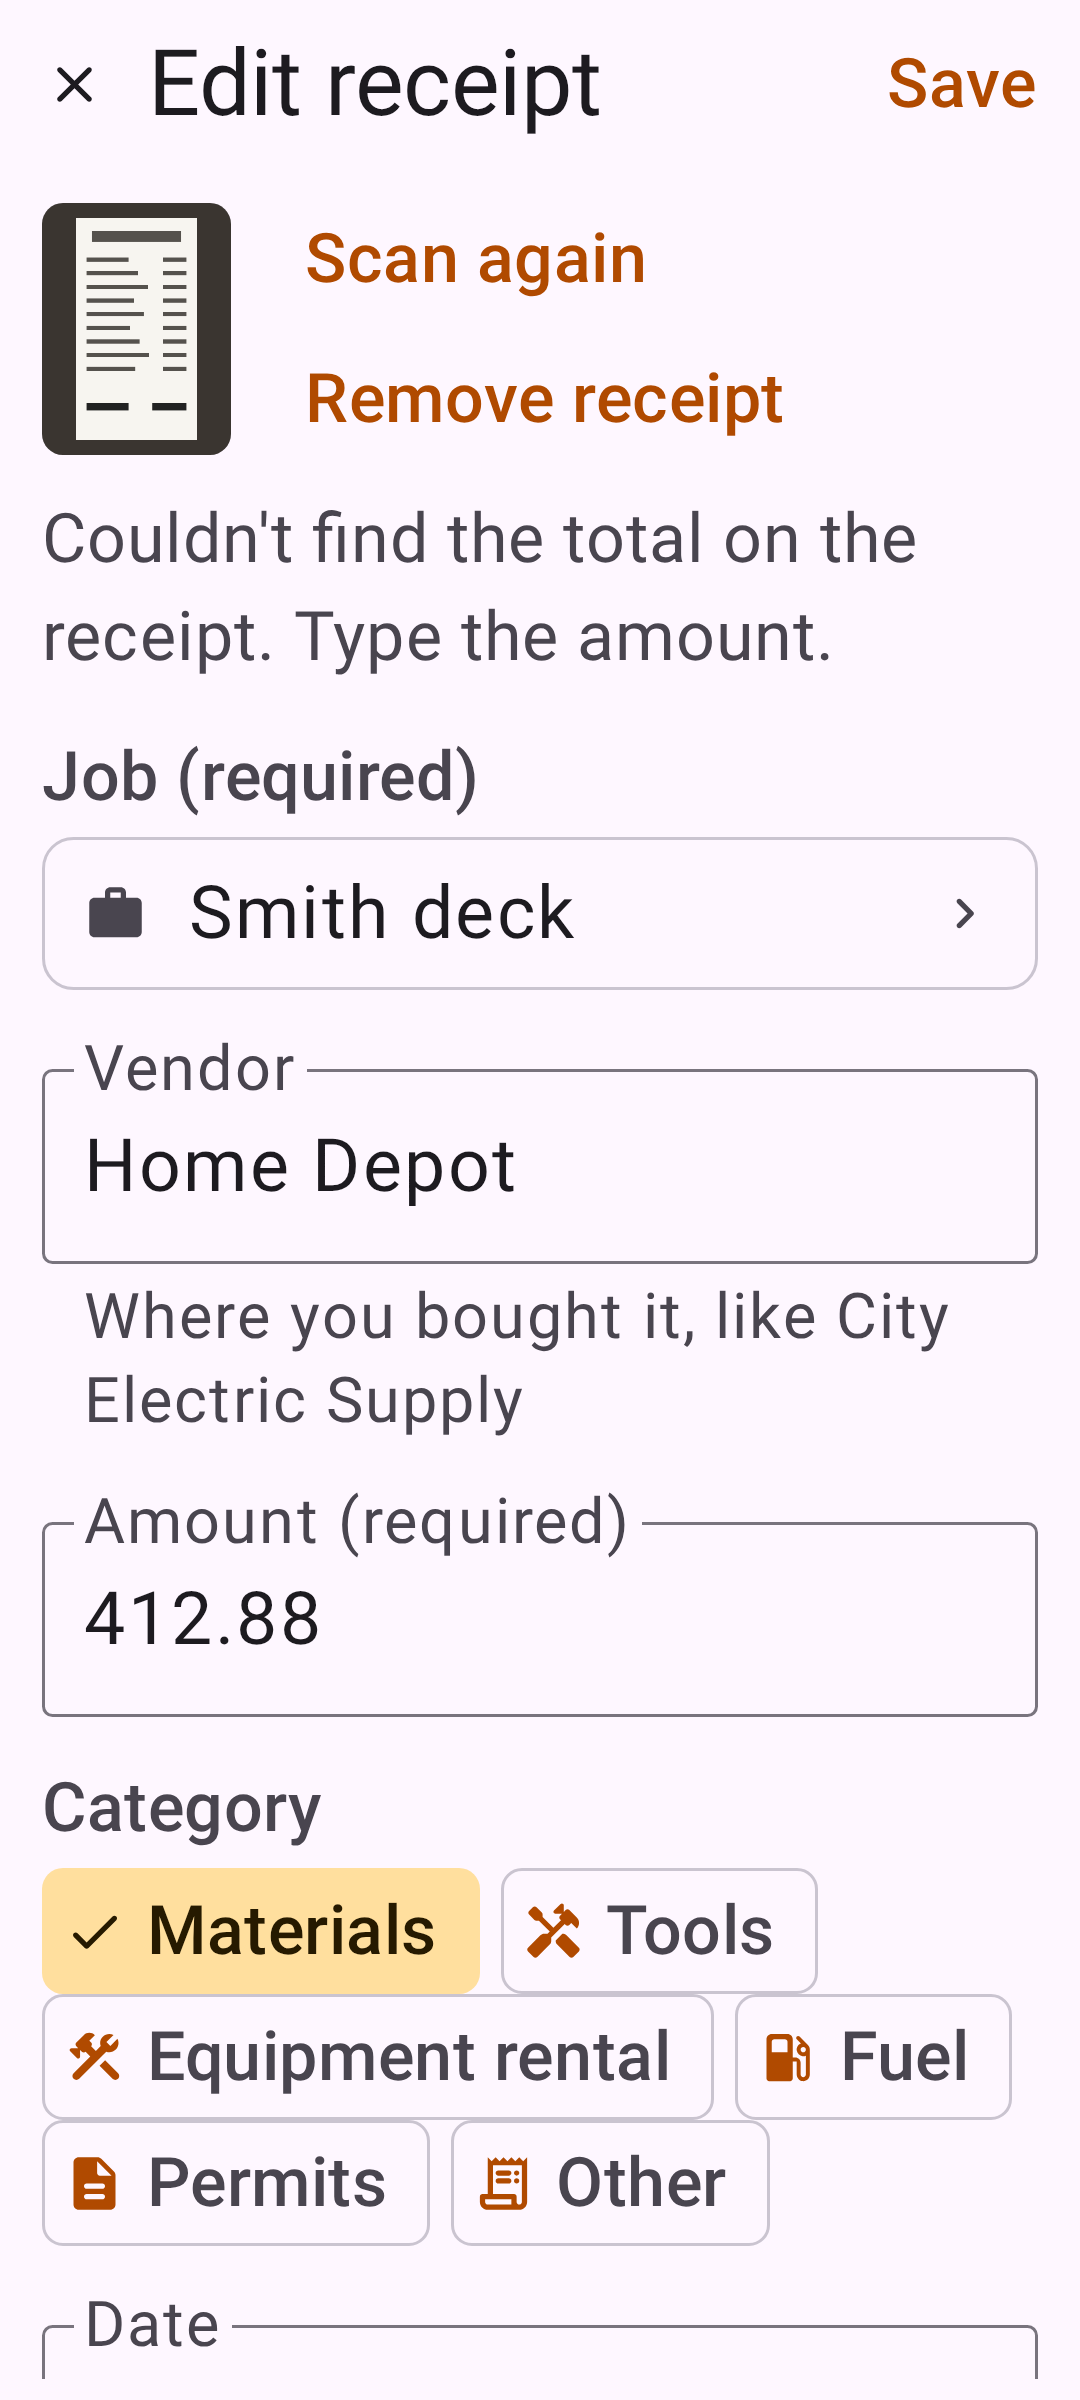 Edit receipt
Save
Scan again
Remove receipt
Couldn't find the total on the
receipt. Type the amount.
Job (required)
Smith deck
Vendor
Home Depot
Where you bought it, like City
Electric Supply
Amount (required)
412.88
Category
Materials
Tools
Equipment rental
Fuel
Permits
Other
Date